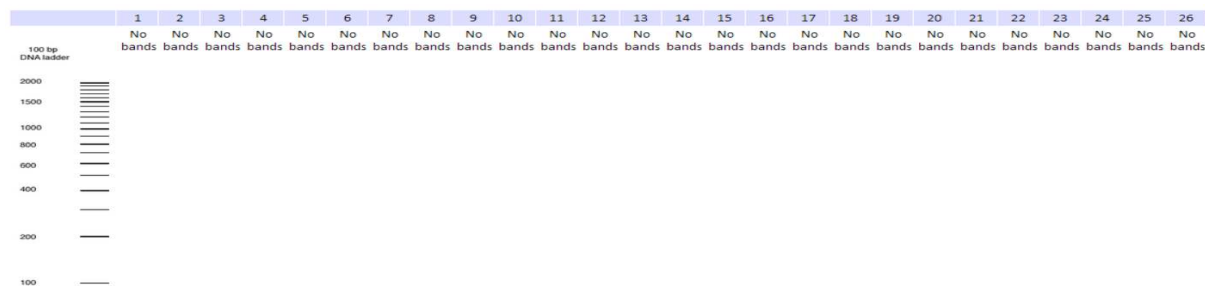 1 2 3 4 5 6 7 8 9 10 11 12 13 14 15 16 17 18 19 20 21 22 23 24 25 26
No No No No No No No No No No No No No No No No No No No No No No No No No No
bands bands bands bands bands bands bands bands bands bands bands bands bands bands bands bands bands bands bands bands bands bands bands bands bands bands
100 bp
DNA ladder
2000
1500
1000
800
600
400
200
100